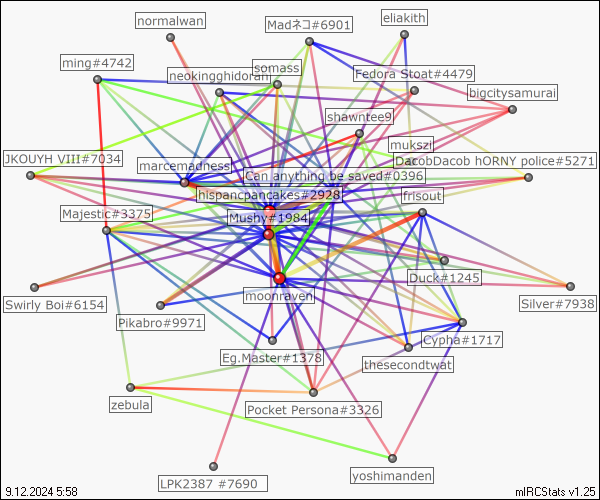 normalwan
Madネコ#6901
eliakith
ming#4742
neokingghidorah
somass
Fedora Stoat#4479
bigcitysamurai
shawntee9
mukszi
JKOUYH VIII#7034
marcemadness
DacobDacob hORNY police#5271
Can anything be saved#0396
hispancpancakes#2928
frisout
Majestic#3375
Mushy#1984
Duck#1245
moonraven
Swirly Boi#6154
Silver#7938
Pikabro#9971
Cypha#1717
Eg.Master#1378
thesecondtwat
zebula
Pocket Persona#3326
LPK2387 #7690
yoshimanden
9.12.2024 5:58
mIRCStats v1.25